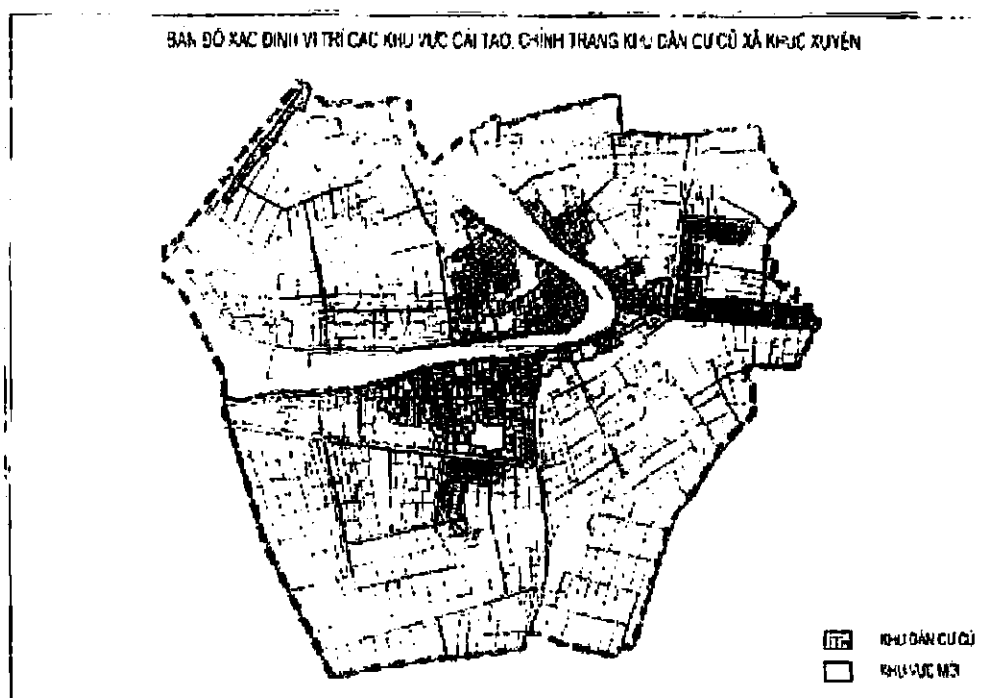 BẢN ĐỒ XÁC ĐỊNH VỊ TRÍ CÁC KHU VỰC CẢI TẠO, CHỈNH TRANG KHU DÂN CƯ CŨ XÃ KHÚC XUYÊN
KHU DÂN CƯ CŨ
KHU VỰC MỚI